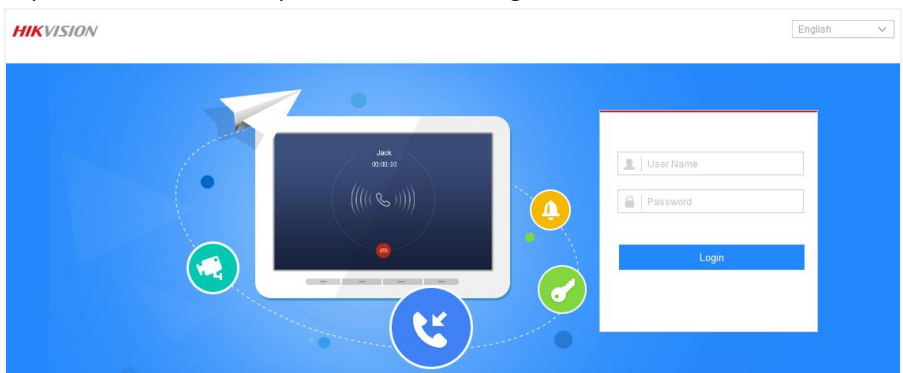 HIKVISION
English
Jack
00:00:30
User Name
Password
Login